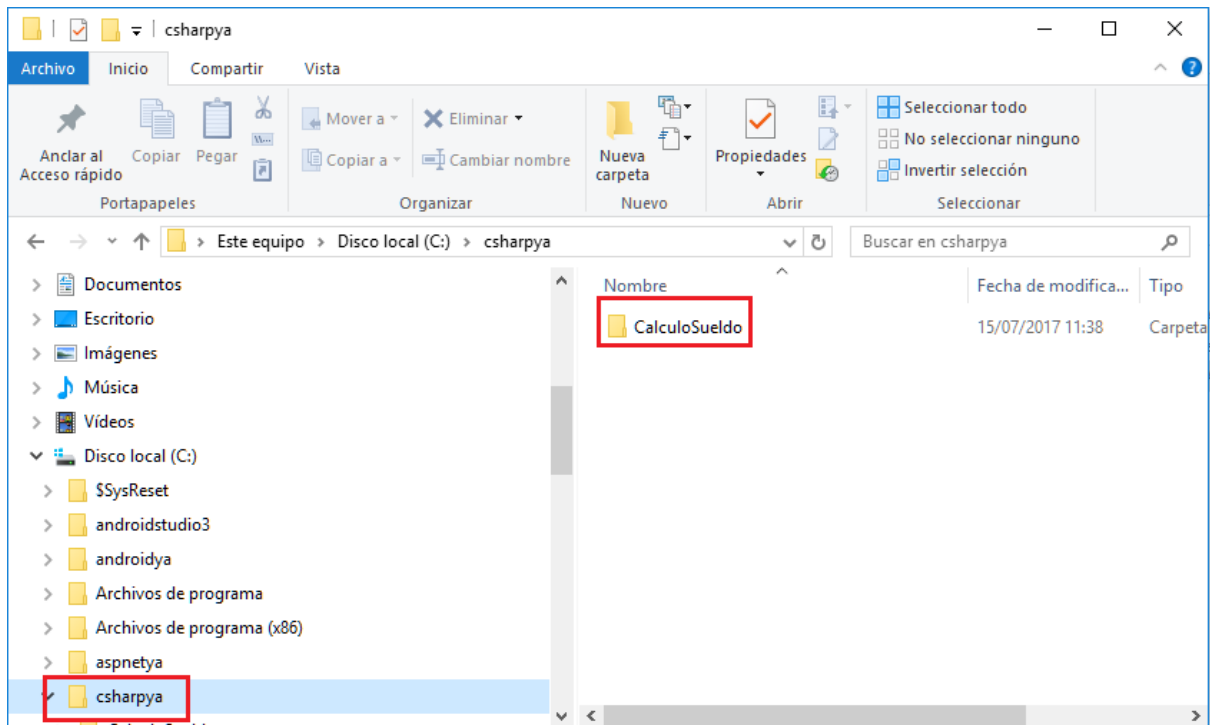 csharpya
Archivo Inicio Compartir Vista
Anclar al Acceso rápido
Copiar
Pegar
Mover a
Copiar a
Eliminar
Cambiar nombre
Nueva carpeta
Propiedades
Seleccionar todo
No seleccionar ninguno
Invertir selección
Portapapeles Organizar Nuevo Abrir Seleccionar
Este equipo > Disco local (C:) > csharpya
Buscar en csharpya
Nombre Fecha de modifica... Tipo
CalculoSueldo 15/07/2017 11:38 Carpeta
Documentos
Escritorio
Imágenes
Música
Vídeos
Disco local (C:)
$SysReset
androidstudio3
androidya
Archivos de programa
Archivos de programa (x86)
aspnetya
csharpya